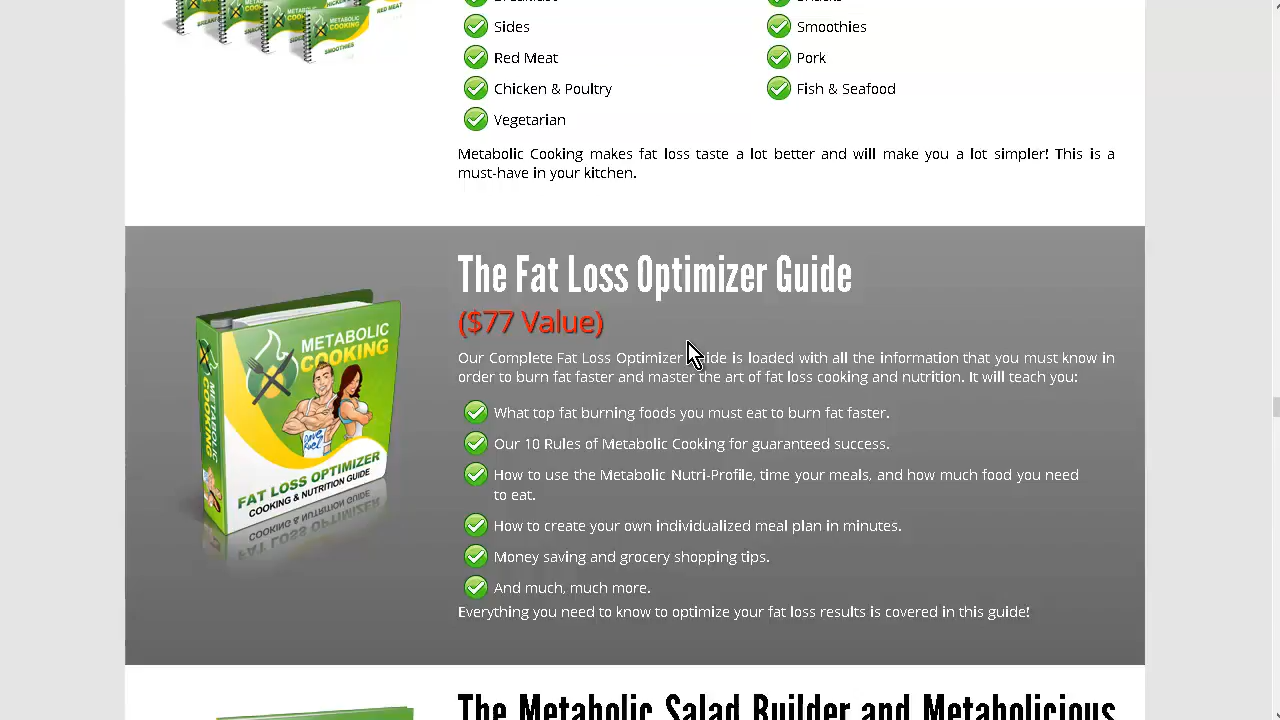 RED MEAT
SMOOTHIES
Sides
Smoothies
Red Meat
Pork
Chicken & Poultry
Fish & Seafood
Vegetarian
Metabolic Cooking makes fat loss taste a lot better and will make you a lot simpler! This is a
must-have in your kitchen.
The Fat Loss Optimizer Guide
($77 Value)
Our Complete Fat Loss Optimizer is loaded with all the information that you must know in
order to burn fat faster and master the art of fat loss cooking and nutrition. It will teach you:
What top fat burning foods you must eat to burn fat faster.
Our 10 Rules of Metabolic Cooking for guaranteed success.
How to use the Metabolic Nutri-Profile, time your meals, and how much food you need
to eat.
How to create your own individualized meal plan in minutes.
Money saving and grocery shopping tips.
And much, much more.
Everything you need to know to optimize your fat loss results is covered in this guide!
METABOLIC
COOKING
METABOLIC
COOKING
FAT LOSS OPTIMIZER
COOKING & NUTRITION GUIDE
The Metabolic Salad Builder and Metabolicious